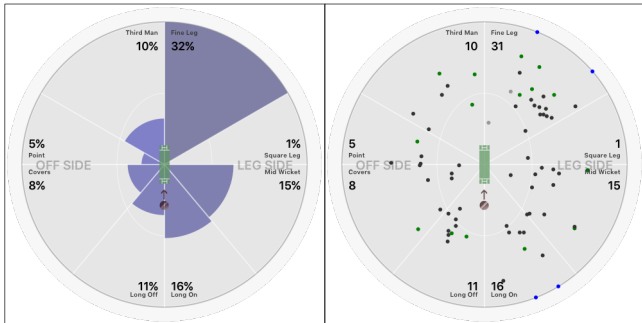 Third Man
10%
Fine Leg
32%
5%
Point
OFF SIDE
Covers
8%
1%
Square Leg
LEG SIDE
Mid Wicket
15%
11%
Long Off
16%
Long On
Third Man
10
Fine Leg
31
5
Point
OFF SIDE
Covers
8
1
Square Leg
LEG SIDE
Mid Wicket
15
11
Long Off
16
Long On